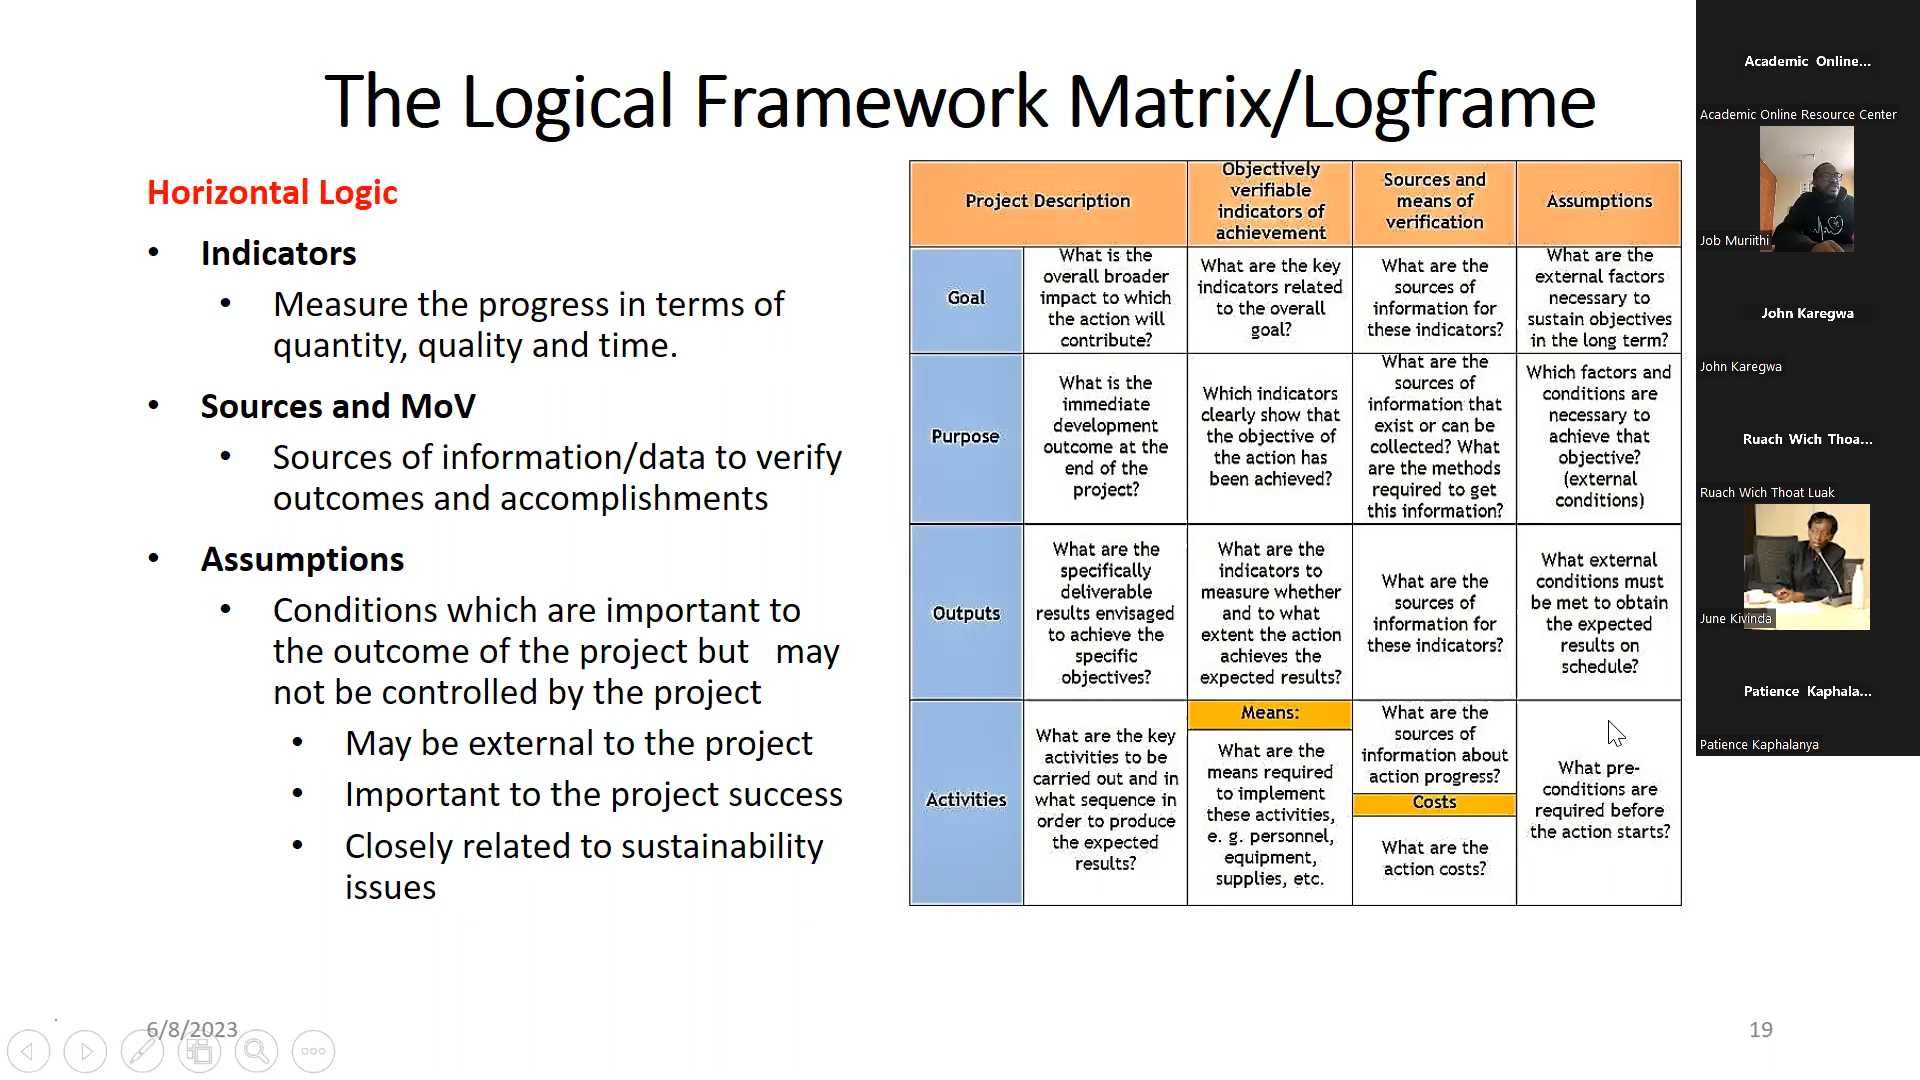 The Logical Framework Matrix/Logframe
Horizontal Logic
• Indicators
• Measure the progress in terms of
quantity, quality and time.
• Sources and MoV
• Sources of information/data to verify
outcomes and accomplishments
• Assumptions
• Conditions which are important to
the outcome of the project but may
not be controlled by the project
• May be external to the project
• Important to the project success
• Closely related to sustainability
issues
Project Description
Objectively
verifiable
indicators of
achievement
Sources and
means of
verification
Assumptions
Goal
What is the
overall broader
impact to which
the action will
contribute?
What are the key
indicators related
to the overall
goal?
What are the
sources of
information for
these indicators?
What are the
external factors
necessary to
sustain objectives
in the long term?
Purpose
What is the
immediate
development
outcome at the
end of the
project?
Which indicators
clearly show that
the objective of
the action has
been achieved?
What are the
sources of
information that
exist or can be
collected? What
are the methods
required to get
this information?
Which factors and
conditions are
necessary to
achieve that
objective?
(external
conditions)
Outputs
What are the
specifically
deliverable
results envisaged
to achieve the
specific
objectives?
What are the
indicators to
measure whether
and to what
extent the action
achieves the
expected results?
What are the
sources of
information for
these indicators?
What external
conditions must
be met to obtain
the expected
results on
schedule?
Activities
What are the key
activities to be
carried out and in
what sequence in
order to produce
the expected
results?
Means:
What are the
means required
to implement
these activities,
e. g. personnel,
equipment,
supplies, etc.
What are the
sources of
information about
action progress?
Costs
What are the
action costs?
What pre-
conditions are
required before
the action starts?
6/8/2023
19
Academic Online...
Academic Online Resource Center
Job Muriithi
John Karegwa
John Karegwa
Ruach Wich Thoa...
Ruach Wich Thoat Luak
June Kivinda
Patience Kaphala...
Patience Kaphalanya